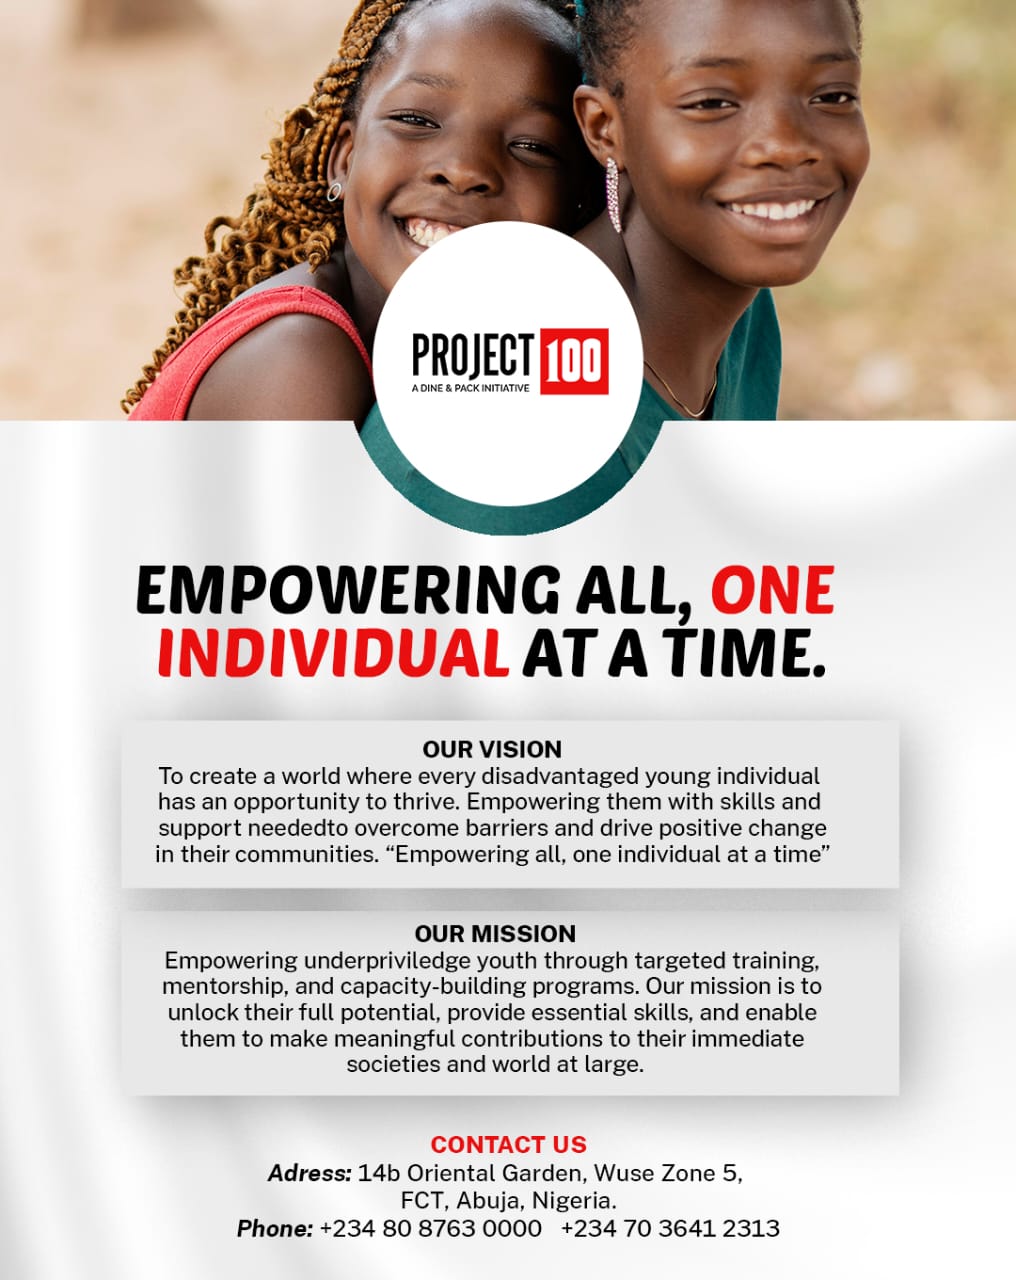 PROJECT 100
A DINE & PACK INITIATIVE
EMPOWERING ALL, ONE
INDIVIDUAL AT A TIME.
OUR VISION
To create a world where every disadvantaged young individual
has an opportunity to thrive. Empowering them with skills and
support neededto overcome barriers and drive positive change
in their communities. “Empowering all, one individual at a time”
OUR MISSION
Empowering underpriviledge youth through targeted training,
mentorship, and capacity-building programs. Our mission is to
unlock their full potential, provide essential skills, and enable
them to make meaningful contributions to their immediate
societies and world at large.
CONTACT US
Adress: 14b Oriental Garden, Wuse Zone 5,
FCT, Abuja, Nigeria.
Phone: +234 80 8763 0000 +234 70 3641 2313